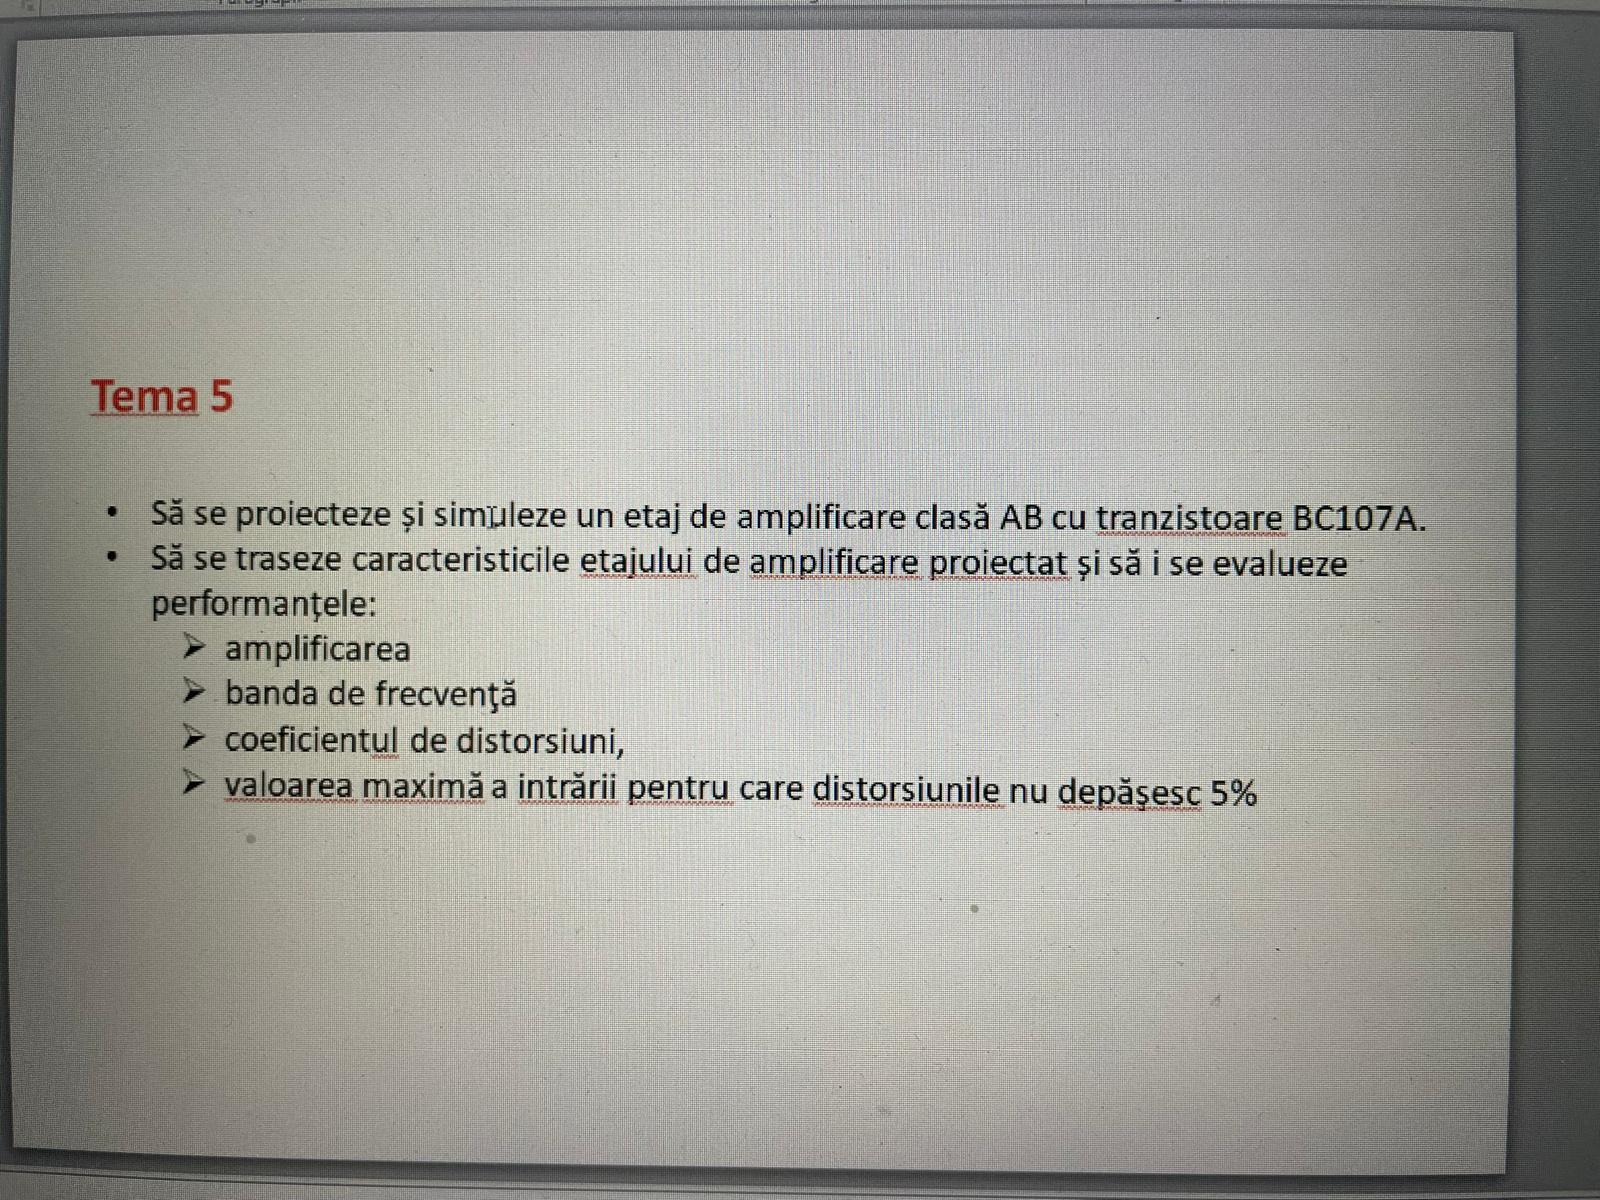 Tema 5
• Să se proiecteze și simuleze un etaj de amplificare clasă AB cu tranzistoare BC107A.
• Să se traseze caracteristicile etajului de amplificare proiectat și să i se evalueze
performanțele:
➢ amplificarea
➢ banda de frecvenţă
➢ coeficientul de distorsiuni,
➢ valoarea maximă a intrării pentru care distorsiunile nu depășesc 5%